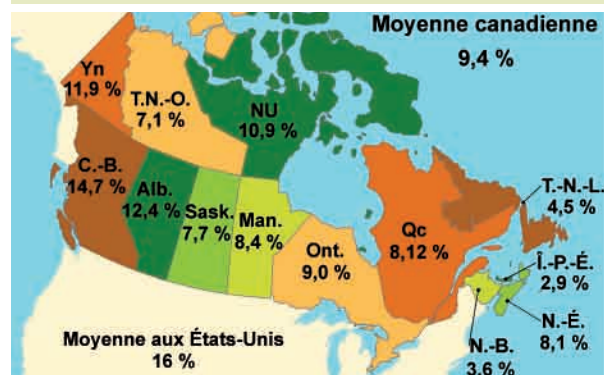 Moyenne canadienne
9,4 %
Yn
11,9 %
T.N.-O.
7,1 %
NU
10,9 %
C.-B.
14,7 %
Alb.
12,4 %
Sask.
7,7 %
Man.
8,4 %
Ont.
9,0 %
Qc
8,12 %
T.-N.-L.
4,5 %
Î.-P.-É.
2,9 %
N.-É.
8,1 %
N.-B.
3,6 %
Moyenne aux États-Unis
16 %